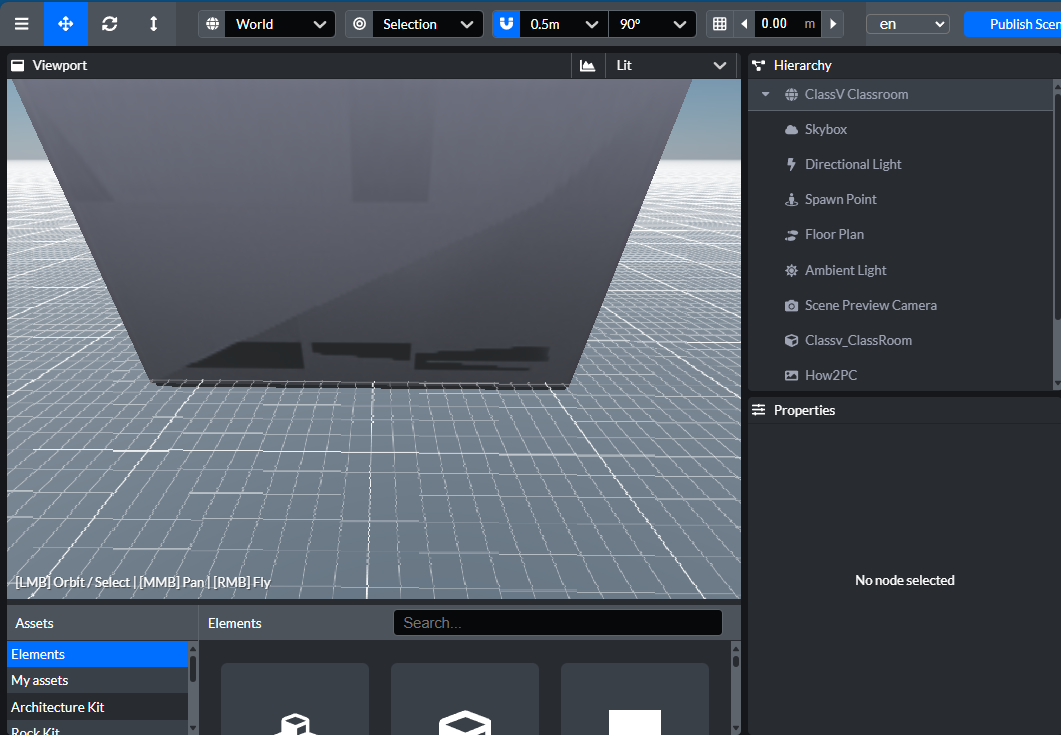 World
Selection
0.5m
90°
0.00 m
en
Publish Scen
Viewport
Lit
[LMB] Orbit / Select | [MMB] Pan | [RMB] Fly
Hierarchy
ClassV Classroom
Skybox
Directional Light
Spawn Point
Floor Plan
Ambient Light
Scene Preview Camera
Classv_ClassRoom
How2PC
Properties
No node selected
Assets
Elements
My assets
Architecture Kit
Rock Kit
Elements
Search...